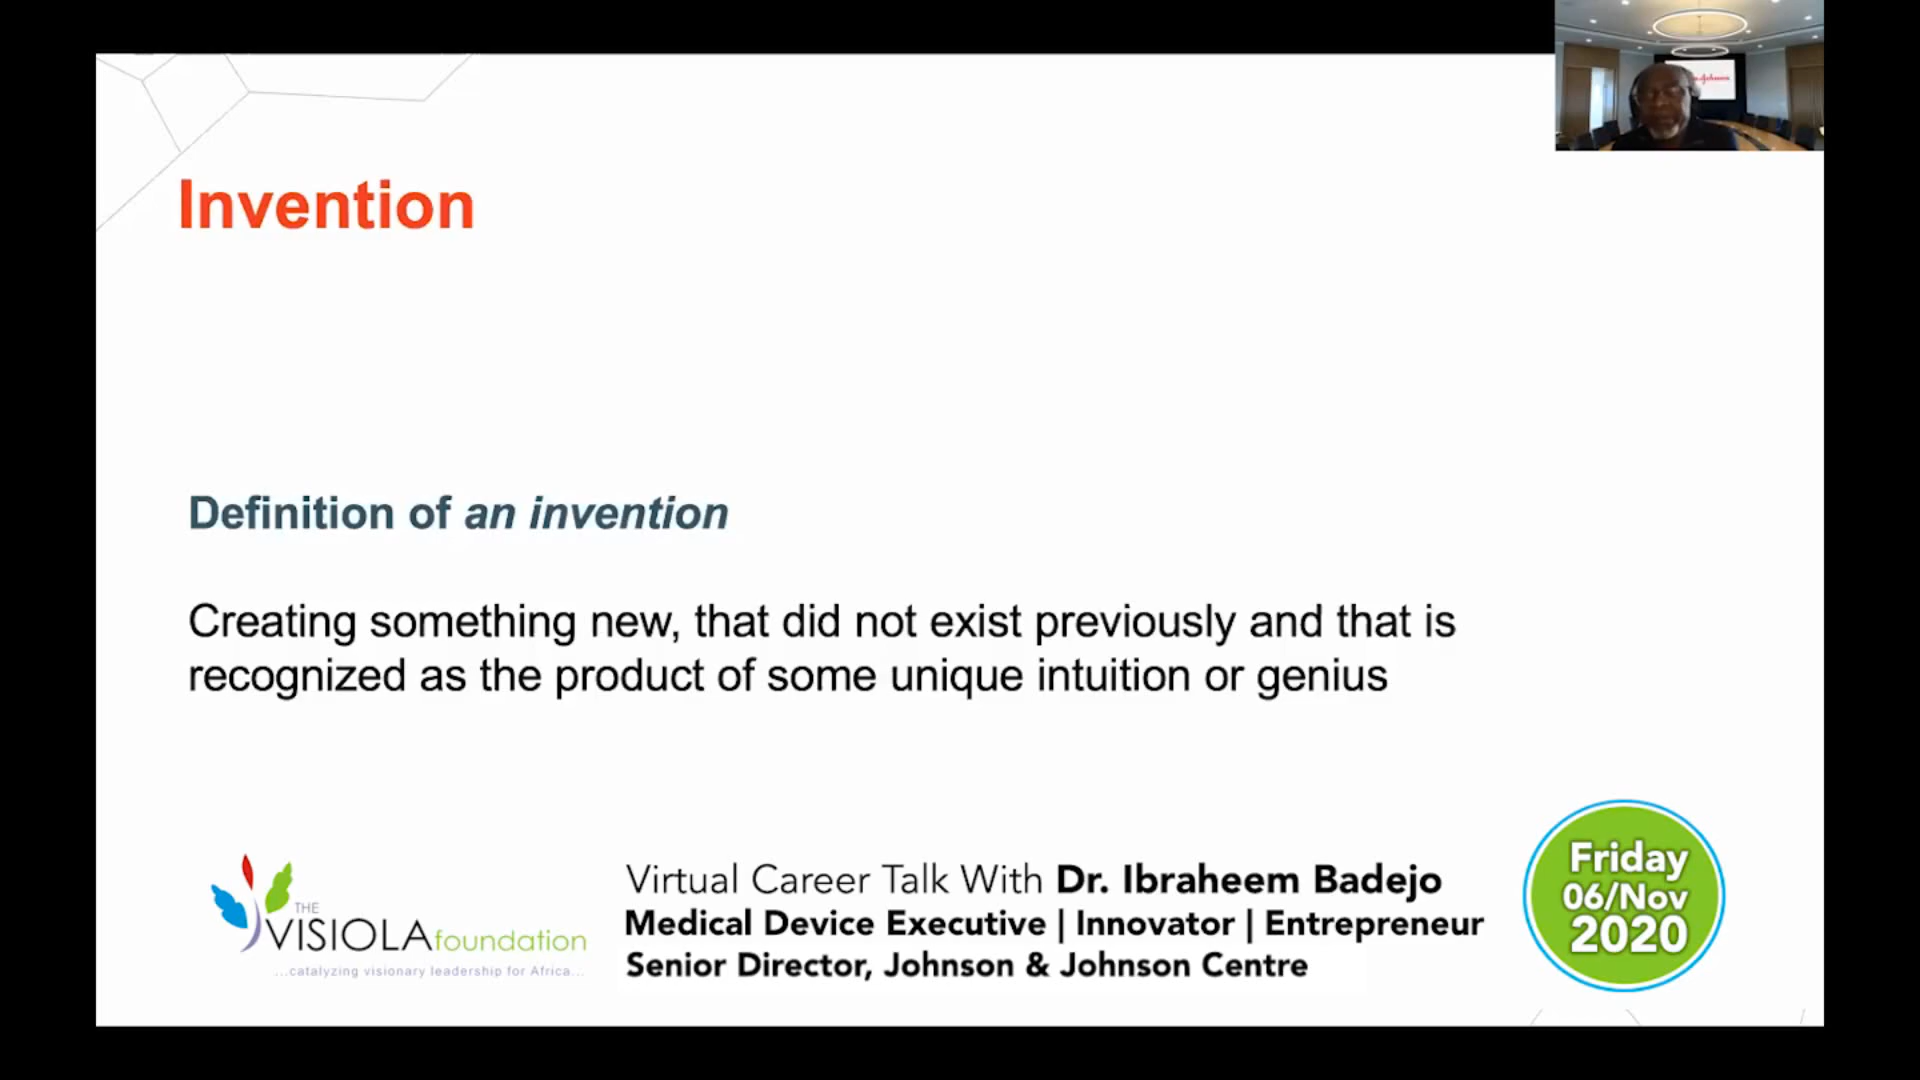 Invention
Definition of an invention
Creating something new, that did not exist previously and that is
recognized as the product of some unique intuition or genius
THE
VISIOLAfoundation
...catalyzing visionary leadership for Africa...
Virtual Career Talk With Dr. Ibraheem Badejo
Medical Device Executive | Innovator | Entrepreneur
Senior Director, Johnson & Johnson Centre
Friday
06/Nov
2020